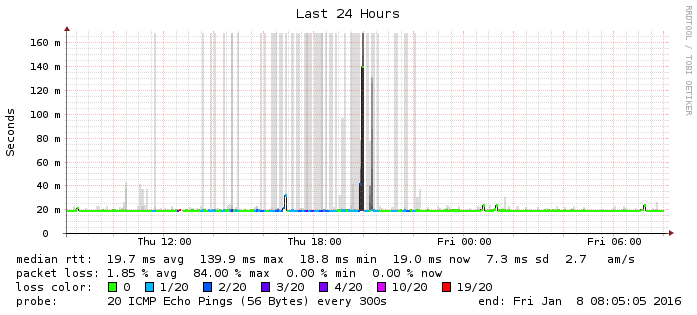 Last 24 Hours
RRDTOOL / TOBI OETIKER
Seconds
160 m
140 m
120 m
100 m
80 m
60 m
40 m
20 m
0
Thu 12:00 Thu 18:00 Fri 00:00 Fri 06:00
median rtt: 19.7 ms avg 139.9 ms max 18.8 ms min 19.0 ms now 7.3 ms sd 2.7 am/s
packet loss: 1.85 % avg 84.00 % max 0.00 % min 0.00 % now
loss color: 0 1/20 2/20 3/20 4/20 10/20 19/20
probe: 20 ICMP Echo Pings (56 Bytes) every 300s end: Fri Jan 8 08:05:05 2016